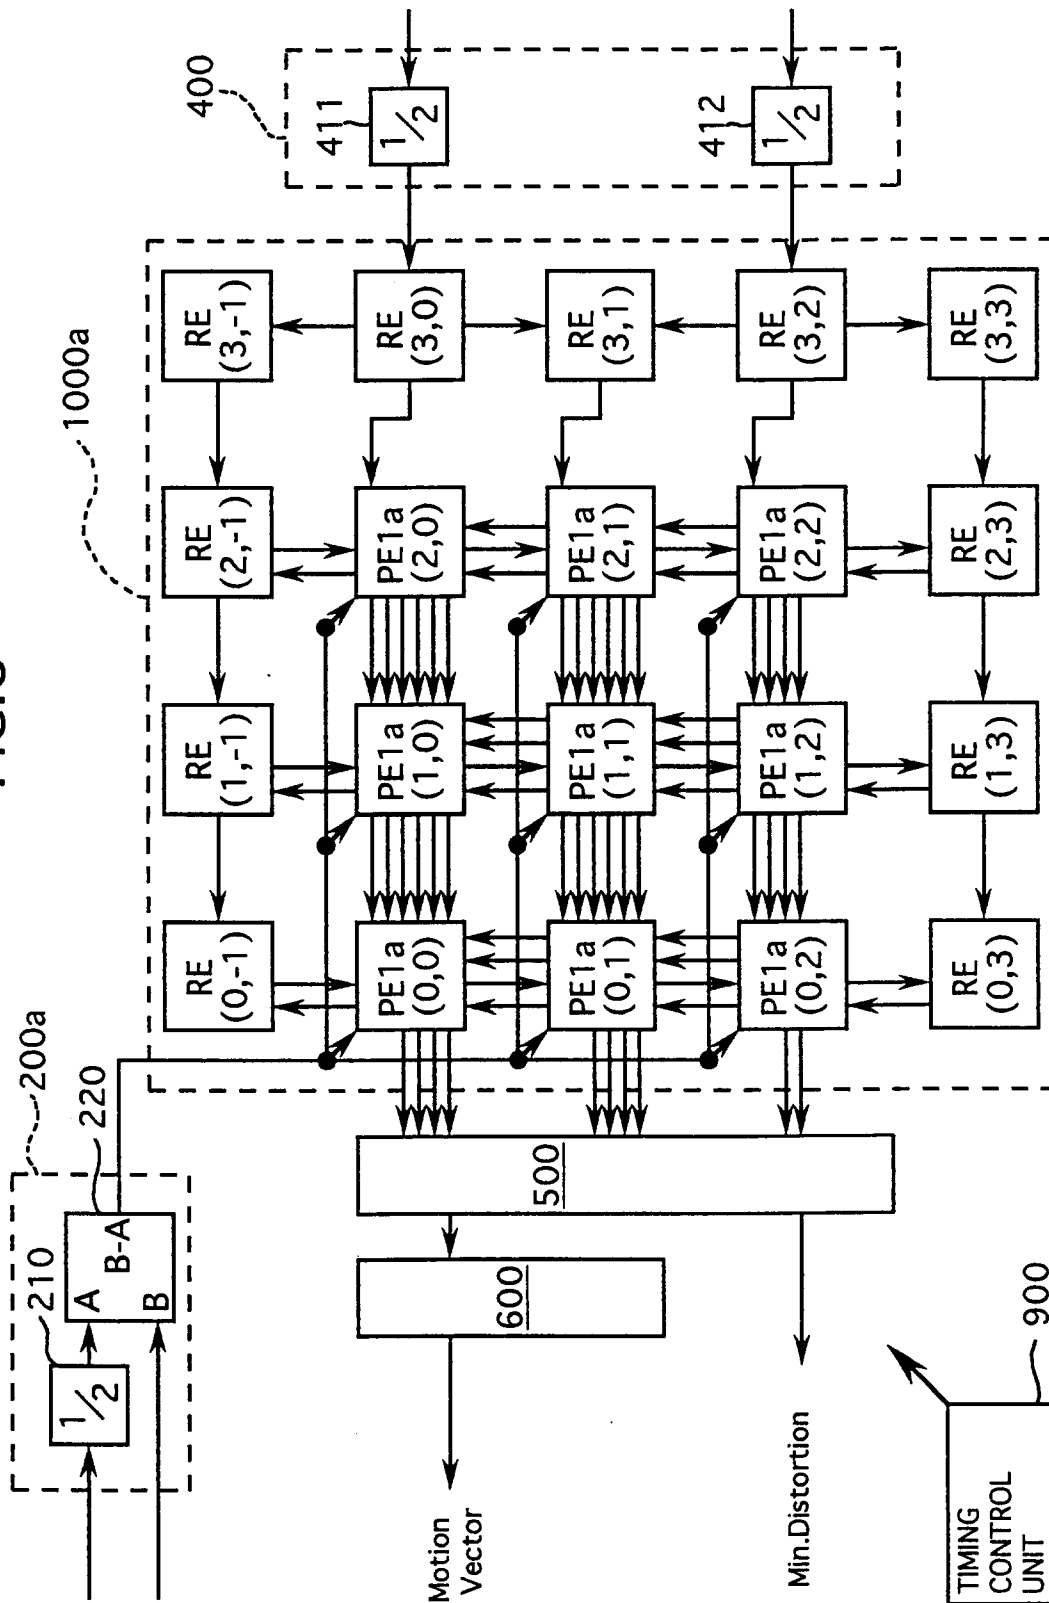 200a
210
220
1/2
A
B-A
B
1000a
400
RE
(0,-1)
RE
(1,-1)
RE
(2,-1)
RE
(3,-1)
411
1/2
PE1a
(0,0)
PE1a
(1,0)
PE1a
(2,0)
RE
(3,0)
PE1a
(0,1)
PE1a
(1,1)
PE1a
(2,1)
RE
(3,1)
412
1/2
PE1a
(0,2)
PE1a
(1,2)
PE1a
(2,2)
RE
(3,2)
RE
(0,3)
RE
(1,3)
RE
(2,3)
RE
(3,3)
Motion
Vector
600
500
Min.Distortion
TIMING
CONTROL
UNIT
900